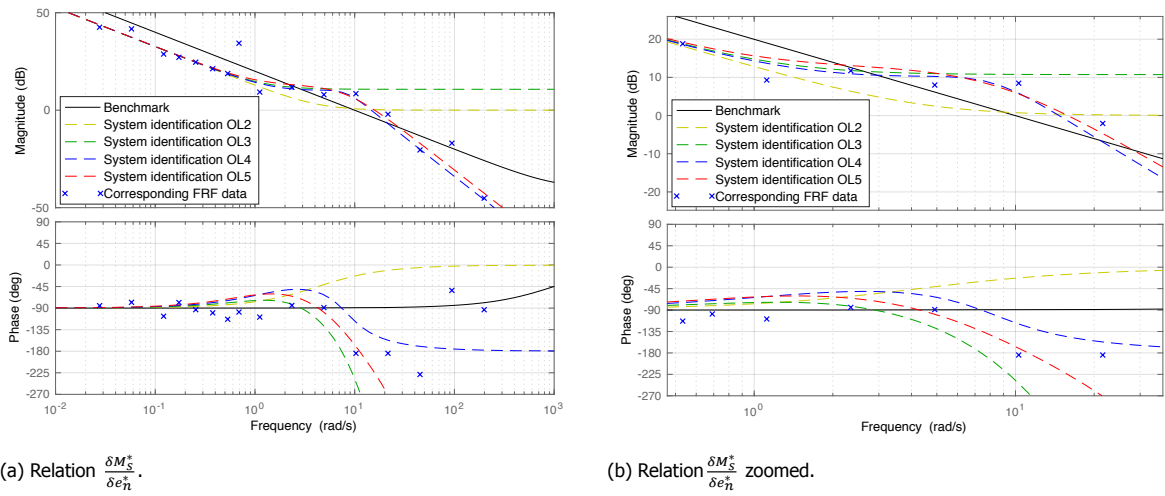 50
0
-50
Magnitude (dB)
Benchmark
System identification OL2
System identification OL3
System identification OL4
System identification OL5
Corresponding FRF data
90
45
0
-45
-90
-135
-180
-225
-270
Phase (deg)
10^-2
10^-1
10^0
10^1
10^2
10^3
Frequency (rad/s)
(a) Relation δM*s/δe*n.
20
10
0
-10
-20
Magnitude (dB)
Benchmark
System identification OL2
System identification OL3
System identification OL4
System identification OL5
Corresponding FRF data
90
45
0
-45
-90
-135
-180
-225
-270
Phase (deg)
10^0
10^1
Frequency (rad/s)
(b) Relation δM*s/δe*n zoomed.